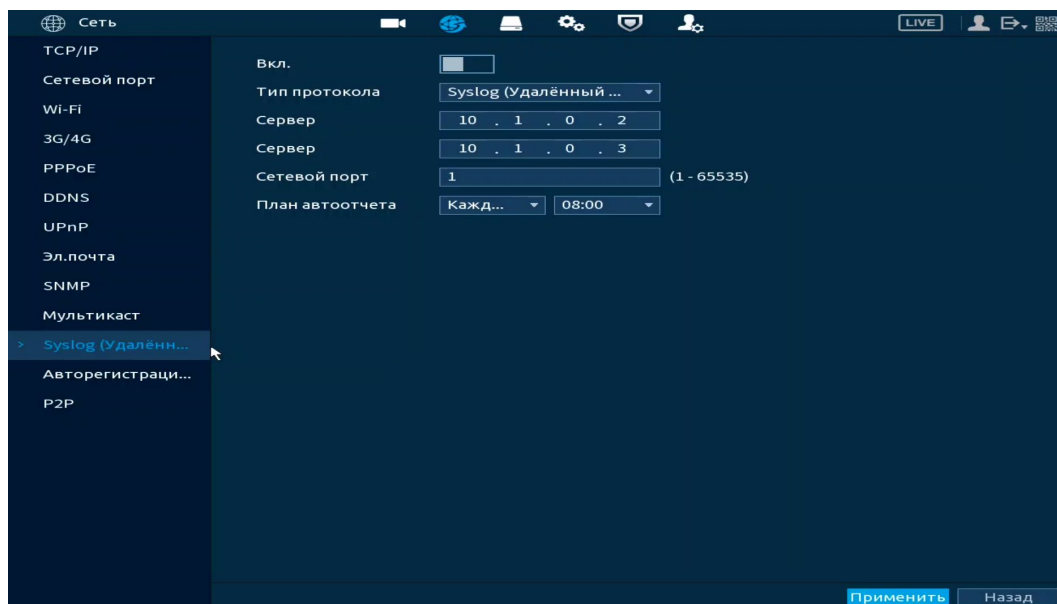 Сеть
LIVE
TCP/IP
Сетевой порт
Wi-Fi
3G/4G
PPPoE
DDNS
UPnP
Эл.почта
SNMP
Мультикаст
> Syslog (Удалённ...
Авторегистраци...
P2P
Вкл.
Тип протокола Syslog (Удалённый ...
Сервер 10 . 1 . 0 . 2
Сервер 10 . 1 . 0 . 3
Сетевой порт 1 (1 - 65535)
План автоотчета Кажд... 08:00
Применить Назад